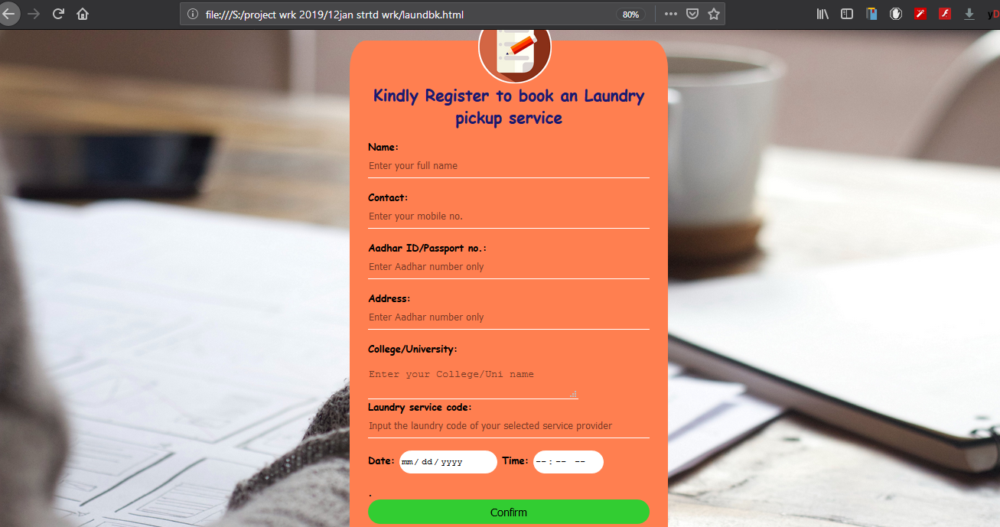 file:///S:/project wrk 2019/12jan strtd wrk/laundbk.html 80%
Kindly Register to book an Laundry
pickup service
Name:
Enter your full name
Contact:
Enter your mobile no.
Aadhar ID/Passport no.:
Enter Aadhar number only
Address:
Enter Aadhar number only
College/University:
Enter your College/Uni name
Laundry service code:
Input the laundry code of your selected service provider
Date: mm/dd/yyyy Time: --:-- --
.
Confirm